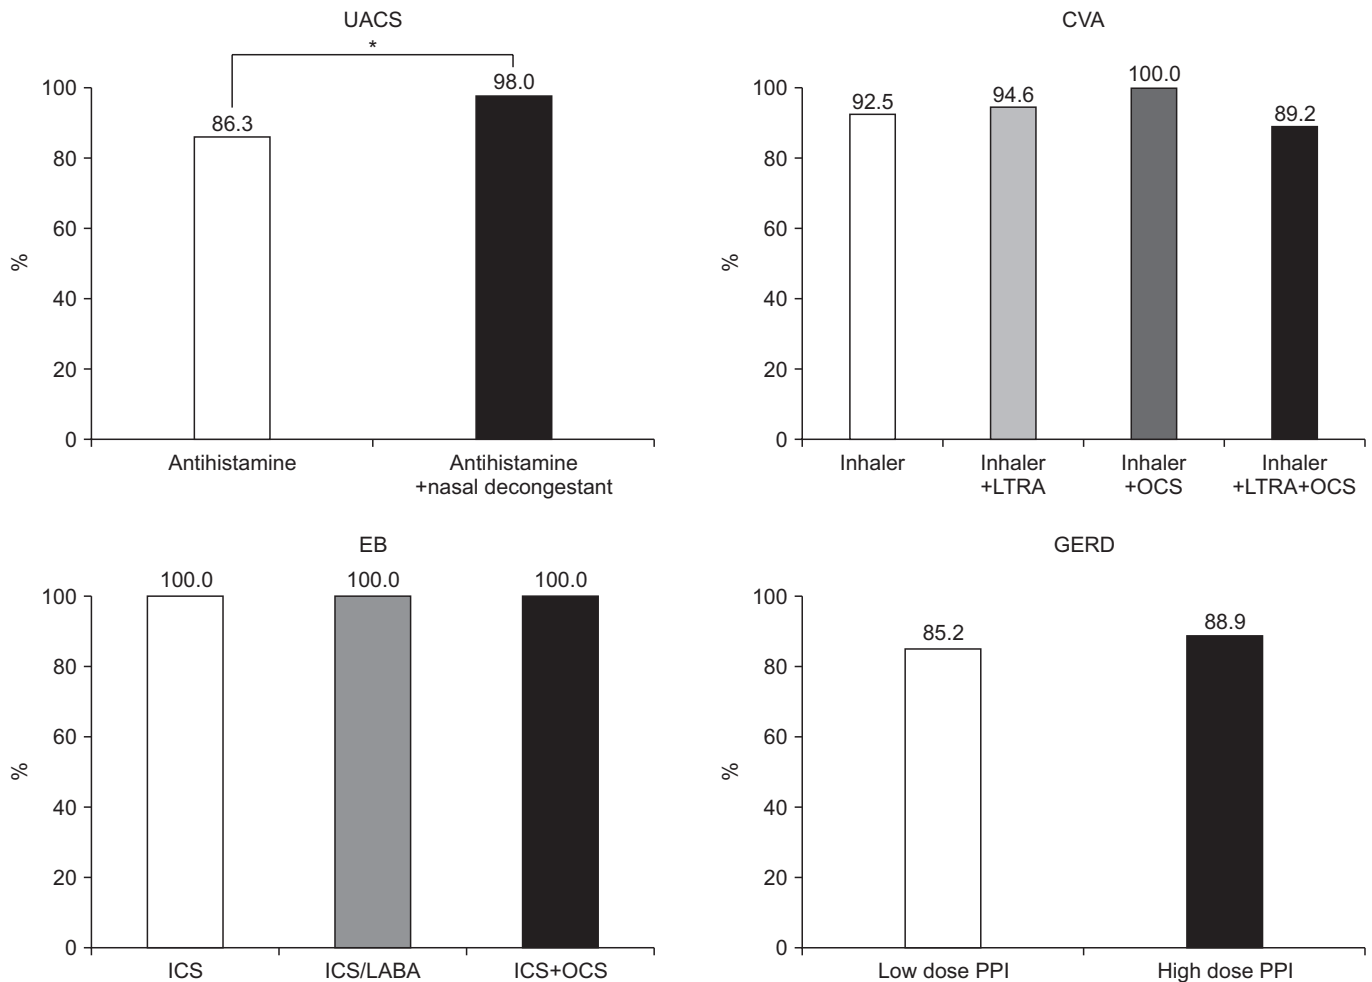 UACS
*
100
80
60
40
20
0
%
86.3
98.0
Antihistamine
Antihistamine
+nasal decongestant
CVA
100
80
60
40
20
0
%
92.5
94.6
100.0
89.2
Inhaler
Inhaler
+LTRA
Inhaler
+OCS
Inhaler
+LTRA+OCS
EB
100
80
60
40
20
0
%
100.0
100.0
100.0
ICS
ICS/LABA
ICS+OCS
GERD
100
80
60
40
20
0
%
85.2
88.9
Low dose PPI
High dose PPI